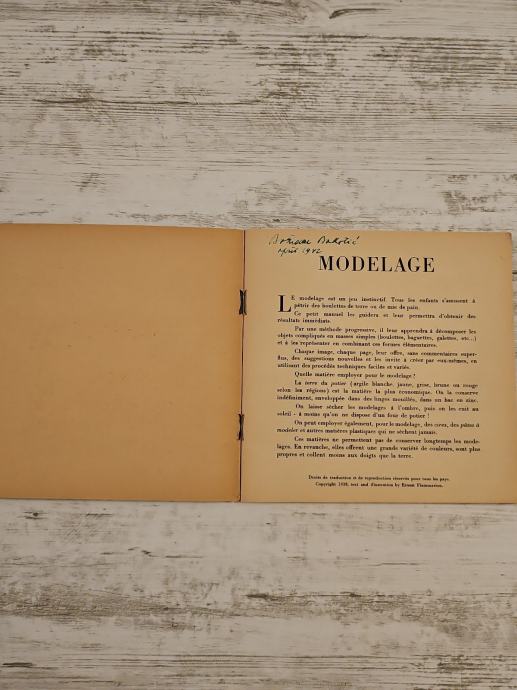 april 1942
MODELAGE
LE modelage est un jeu instinctif. Tous les enfants s'amusent à
pétrir des boulettes de terre ou de mie de pain.
Ce petit manuel les guidera et leur permettra d'obtenir des
résultats immédiats.
Par une méthode progressive, il leur apprendra à décomposer les
objets compliqués en masses simples (boulettes, baguettes, galettes, etc...)
et à les représenter en combinant ces formes élémentaires.
Chaque image, chaque page, leur offre, sans commentaires super-
flus, des suggestions nouvelles et les invite à créer par eux-mêmes, en
utilisant des procédés techniques faciles et variés.
Quelle matière employer pour le modelage ?
La terre du potier (argile blanche, jaune, grise, brune ou rouge
selon les régions) est la matière la plus économique. On la conserve
indéfiniment, enveloppée dans des linges mouillés, dans un bac en zinc.
On laisse sécher les modelages à l'ombre, puis on les cuit au
soleil - à moins qu'on ne dispose d'un four de potier !
On peut employer également, pour le modelage, des cires, des pâtes à
modeler et autres matières plastiques qui ne sèchent jamais.
Ces matières ne permettent pas de conserver longtemps les mode-
lages. En revanche, elles offrent une grande variété de couleurs, sont plus
propres et collent moins aux doigts que la terre.
Droits de traduction et de reproduction réservés pour tous les pays.
Copyright 1938, text and illustration by Ernest Flammarion.